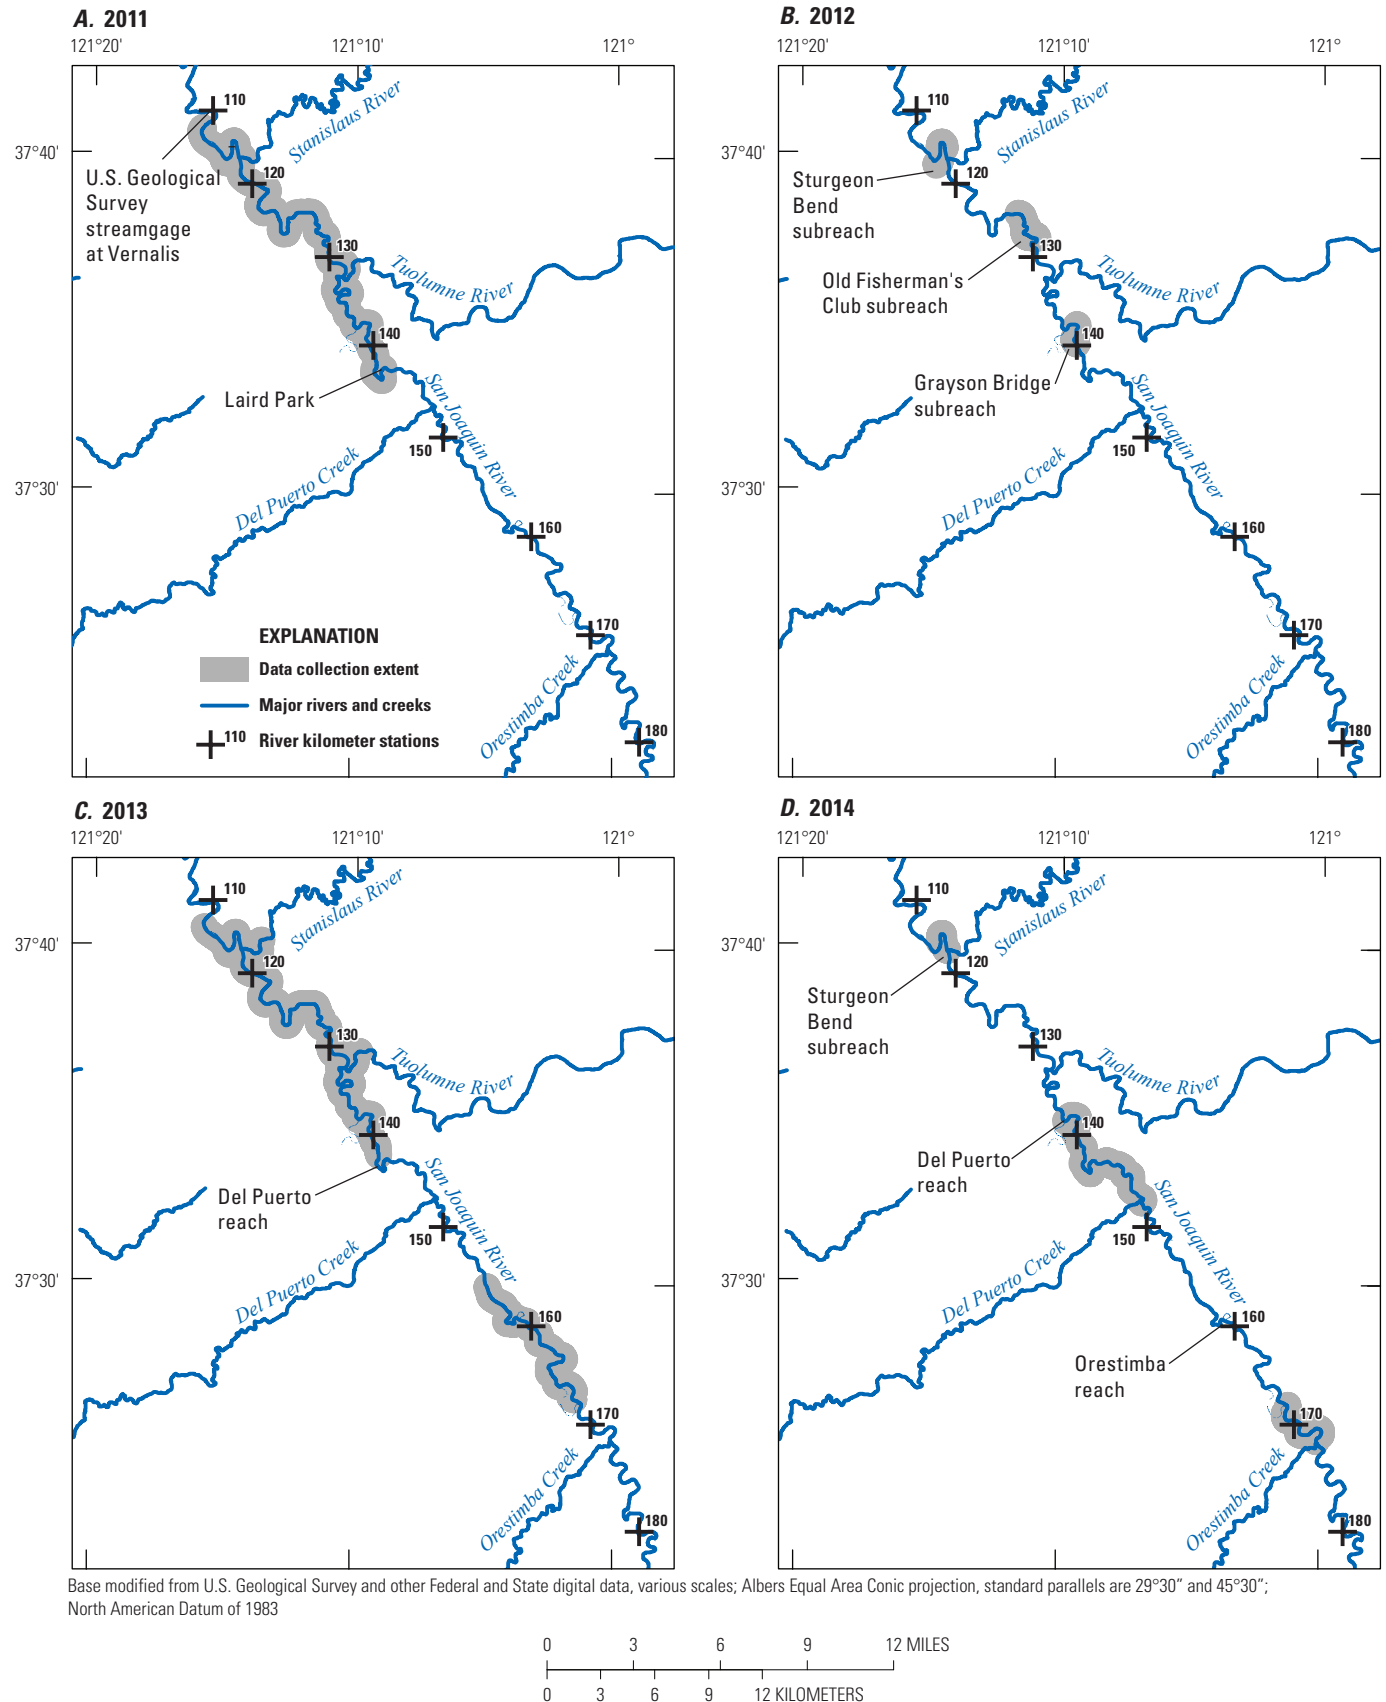 A. 2011
121°20'
121°10'
121°
37°40'
37°30'
110
120
130
140
150
160
170
180
Stanislaus River
U.S. Geological
Survey
streamgage
at Vernalis
Tuolumne River
Laird Park
San Joaquin River
Del Puerto Creek
Orestimba Creek
EXPLANATION
Data collection extent
Major rivers and creeks
110 River kilometer stations
B. 2012
121°20'
121°10'
121°
37°40'
37°30'
110
120
130
140
150
160
170
180
Stanislaus River
Sturgeon
Bend
subreach
Old Fisherman's
Club subreach
Tuolumne River
Grayson Bridge
subreach
San Joaquin River
Del Puerto Creek
Orestimba Creek
C. 2013
121°20'
121°10'
121°
37°40'
37°30'
110
120
130
140
150
160
170
180
Stanislaus River
Tuolumne River
Del Puerto
reach
San Joaquin River
Del Puerto Creek
Orestimba Creek
D. 2014
121°20'
121°10'
121°
37°40'
37°30'
110
120
130
140
150
160
170
180
Stanislaus River
Sturgeon
Bend
subreach
Tuolumne River
Del Puerto
reach
San Joaquin River
Del Puerto Creek
Orestimba
reach
Orestimba Creek
Base modified from U.S. Geological Survey and other Federal and State digital data, various scales; Albers Equal Area Conic projection, standard parallels are 29°30” and 45°30”;
North American Datum of 1983
0 3 6 9 12 MILES
0 3 6 9 12 KILOMETERS